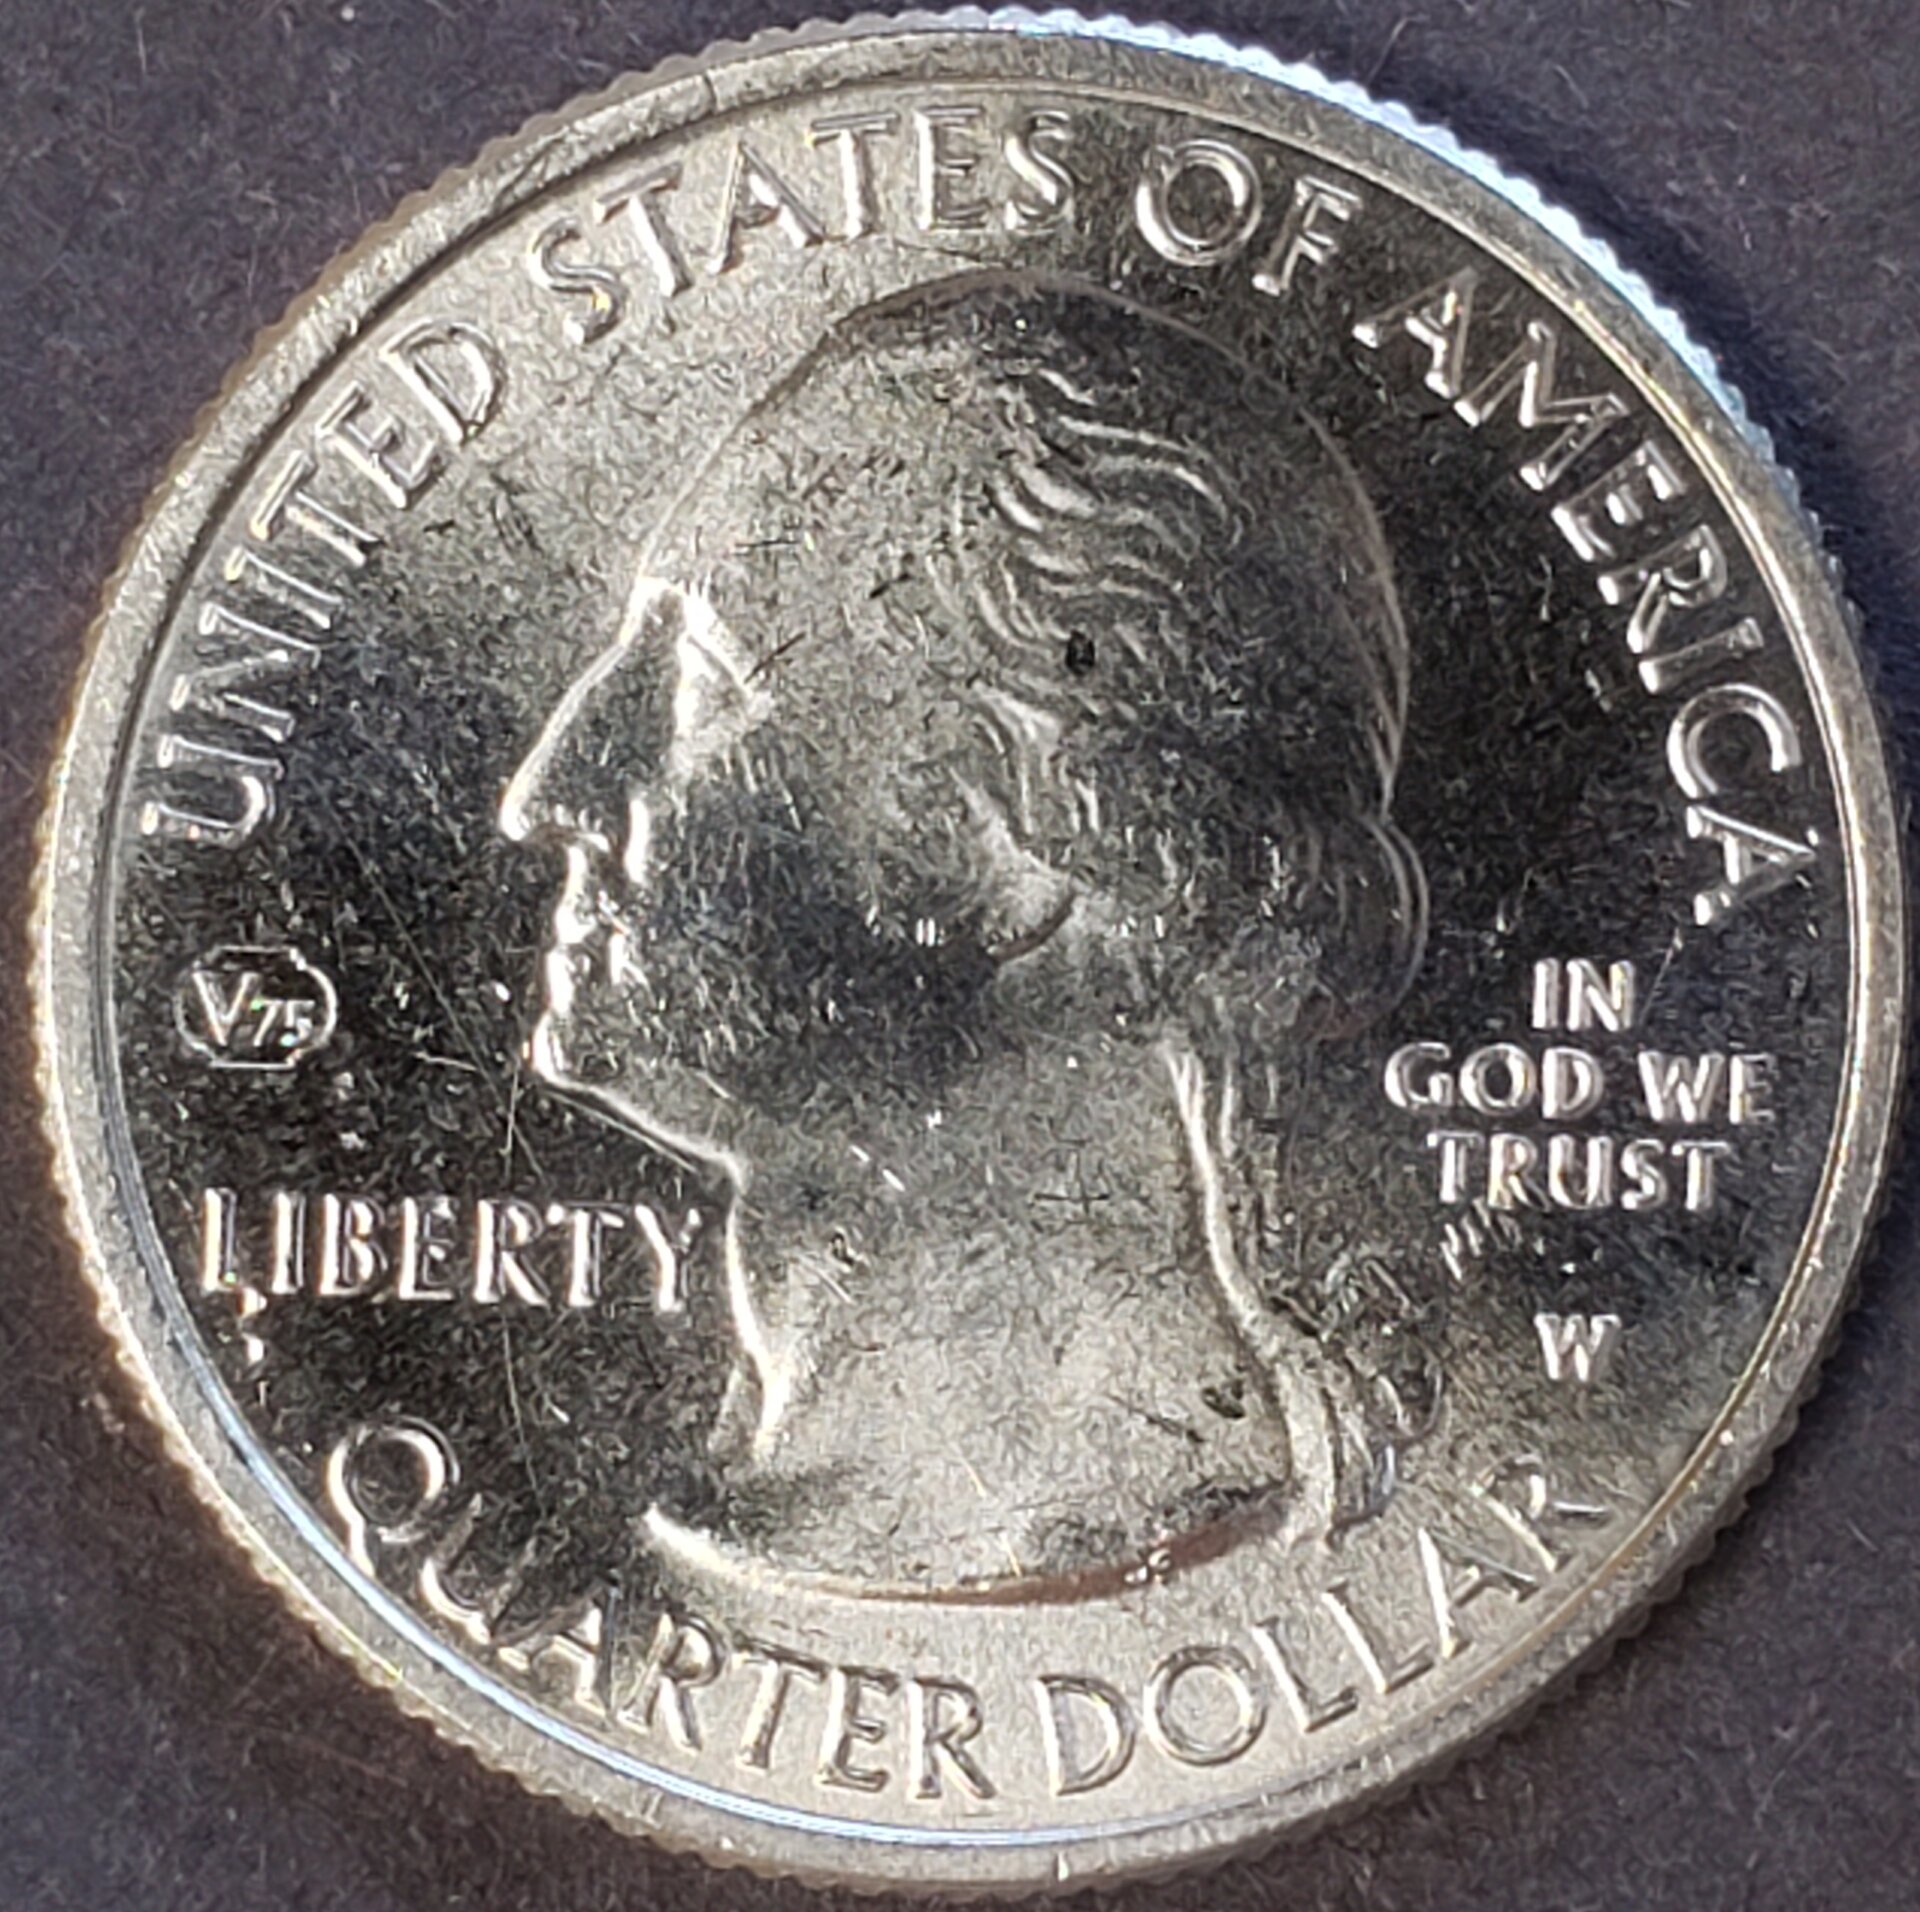 UNITED STATES OF AMERICA
V75
LIBERTY
IN
GOD WE
TRUST
W
QUARTER DOLLAR